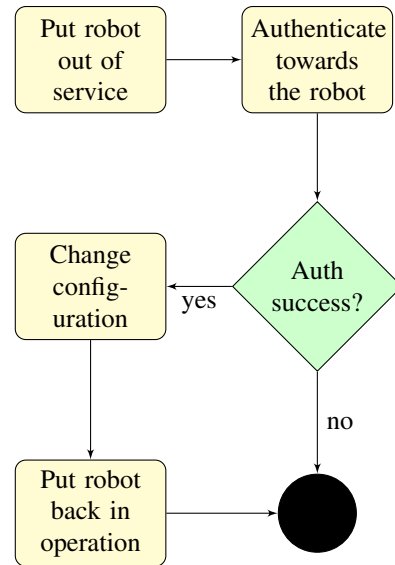 Put robot
out of
service
Authenticate
towards
the robot
Auth
success?
yes
Change
config-
uration
no
Put robot
back in
operation